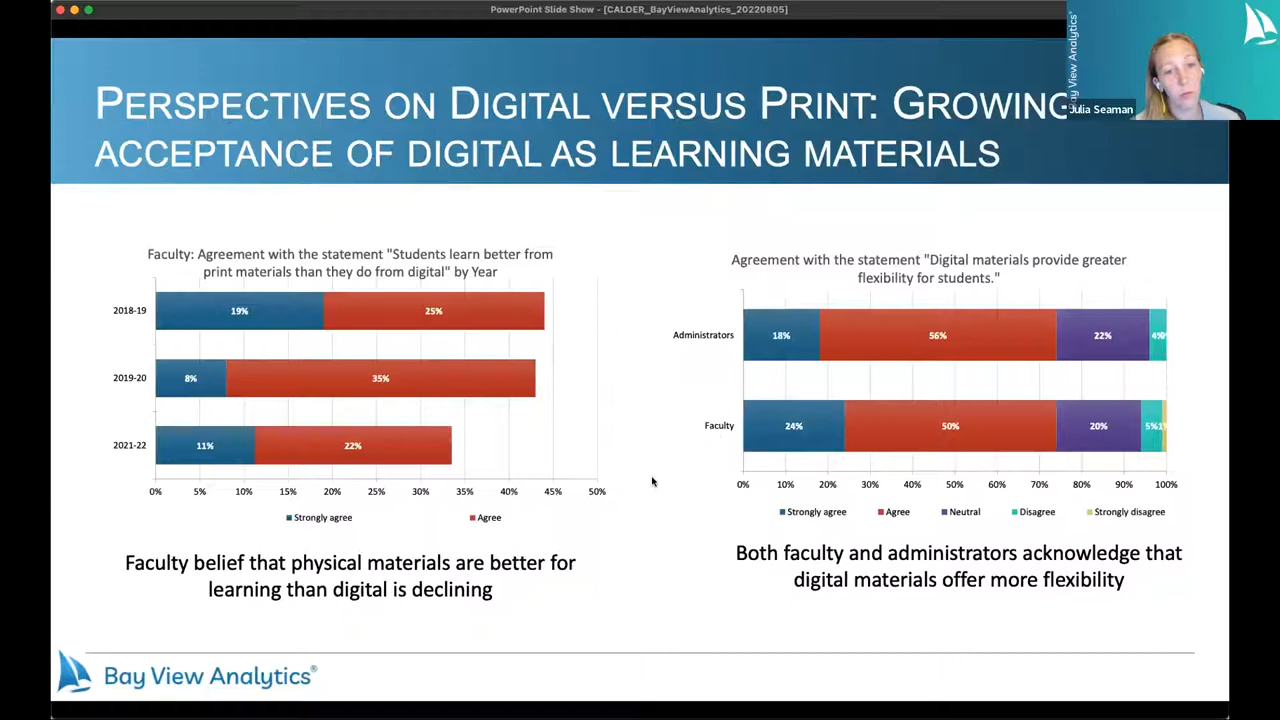 PowerPoint Slide Show - [CALDER_BayViewAnalytics_20220805]
Bay View Analytics®
Julia Seaman
PERSPECTIVES ON DIGITAL VERSUS PRINT: GROWING
ACCEPTANCE OF DIGITAL AS LEARNING MATERIALS
Faculty: Agreement with the statement "Students learn better from
print materials than they do from digital" by Year
2018-19 19% 25%
2019-20 8% 35%
2021-22 11% 22%
0% 5% 10% 15% 20% 25% 30% 35% 40% 45% 50%
Strongly agree Agree
Faculty belief that physical materials are better for
learning than digital is declining
Agreement with the statement "Digital materials provide greater
flexibility for students."
Administrators 18% 56% 22% 4%
Faculty 24% 50% 20% 5% 1%
0% 10% 20% 30% 40% 50% 60% 70% 80% 90% 100%
Strongly agree Agree Neutral Disagree Strongly disagree
Both faculty and administrators acknowledge that
digital materials offer more flexibility
Bay View Analytics®